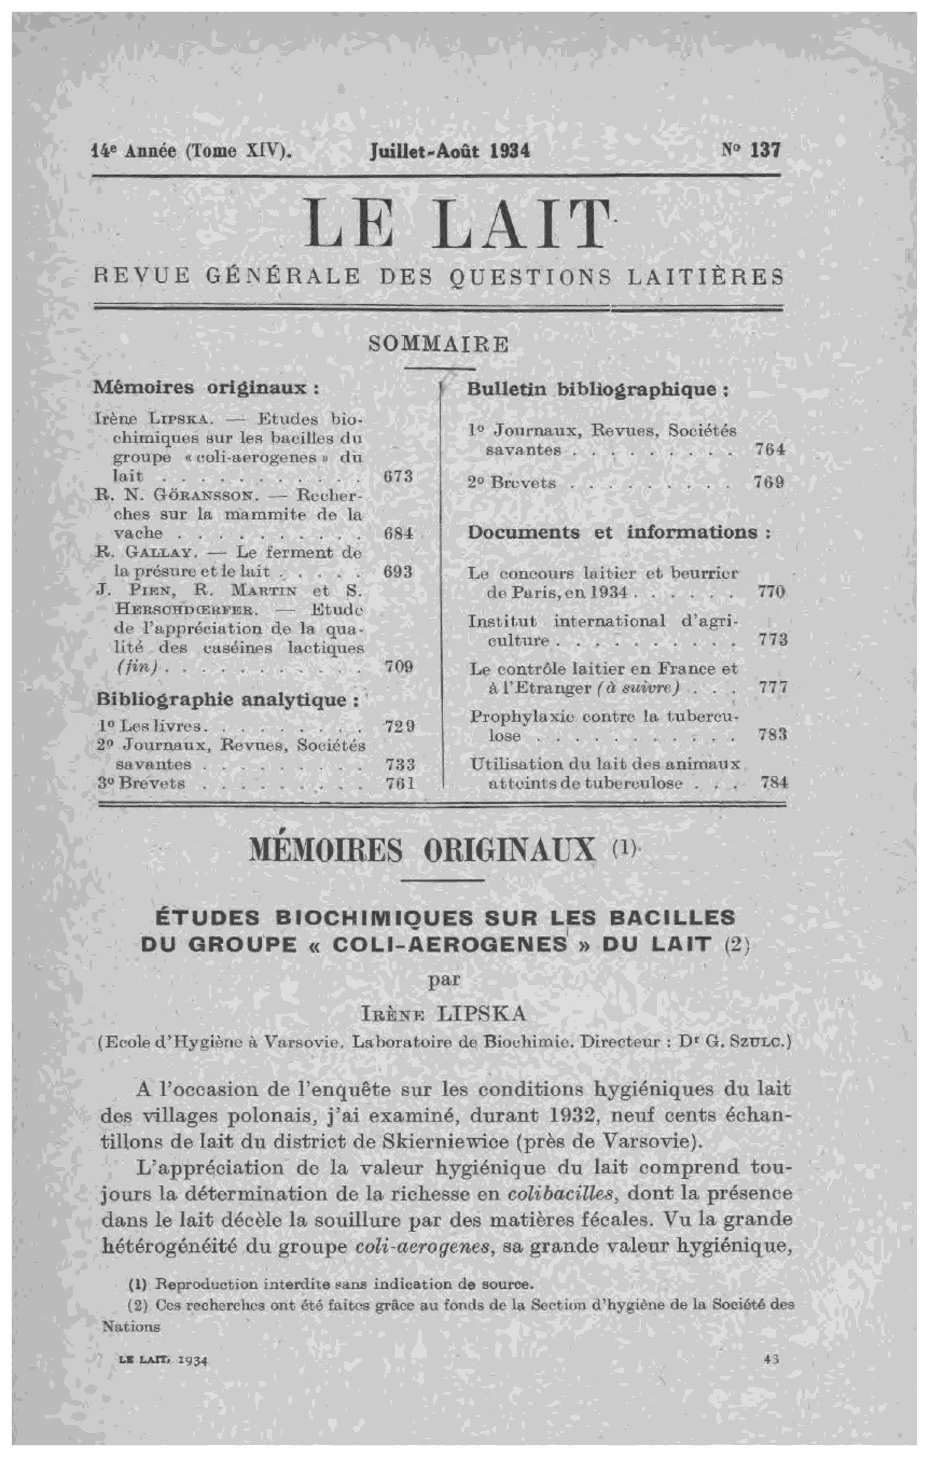 14e Année (Tome XIV). Juillet-Août 1934 No 137
LE LAIT
REVUE GÉNÉRALE DES QUESTIONS LAITIÈRES
SOMMAIRE
Mémoires originaux :
Irène LIPSKA. — Etudes bio-
chimiques sur les bacilles du
groupe « coli-aerogenes » du
lait . . . . . . . . . . . 673
R. N. GÖRANSSON. — Recher-
ches sur la mammite de la
vache . . . . . . . . . . 684
R. GALLAY. — Le ferment de
la présure et le lait . . . . . 693
J. PIEN, R. MARTIN et S.
HERSCHDŒRFER. — Etude
de l'appréciation de la qua-
lité des caséines lactiques
(fin) . . . . . . . . . . . 709
Bibliographie analytique :
1o Les livres. . . . . . . . . 729
2o Journaux, Revues, Sociétés
savantes . . . . . . . . . 733
3o Brevets . . . . . . . . . 761
Bulletin bibliographique :
1o Journaux, Revues, Sociétés
savantes . . . . . . . . . 764
2o Brevets . . . . . . . . . 769
Documents et informations :
Le concours laitier et beurrier
de Paris, en 1934 . . . . . . 770
Institut international d'agri-
culture . . . . . . . . . . 773
Le contrôle laitier en France et
à l'Etranger (à suivre) . . . 777
Prophylaxie contre la tubercu-
lose . . . . . . . . . . . 783
Utilisation du lait des animaux
atteints de tuberculose . . . 784
MÉMOIRES ORIGINAUX (1)
ÉTUDES BIOCHIMIQUES SUR LES BACILLES
DU GROUPE « COLI-AEROGENES » DU LAIT (2)
par
IRÈNE LIPSKA
(Ecole d'Hygiène à Varsovie. Laboratoire de Biochimie. Directeur : Dr G. SZULC.)
A l'occasion de l'enquête sur les conditions hygiéniques du lait
des villages polonais, j'ai examiné, durant 1932, neuf cents échan-
tillons de lait du district de Skierniewice (près de Varsovie).
L'appréciation de la valeur hygiénique du lait comprend tou-
jours la détermination de la richesse en colibacilles, dont la présence
dans le lait décèle la souillure par des matières fécales. Vu la grande
hétérogénéité du groupe coli-aerogenes, sa grande valeur hygiénique,
(1) Reproduction interdite sans indication de source.
(2) Ces recherches ont été faites grâce au fonds de la Section d'hygiène de la Société des
Nations
LE LAIT, 1934 43